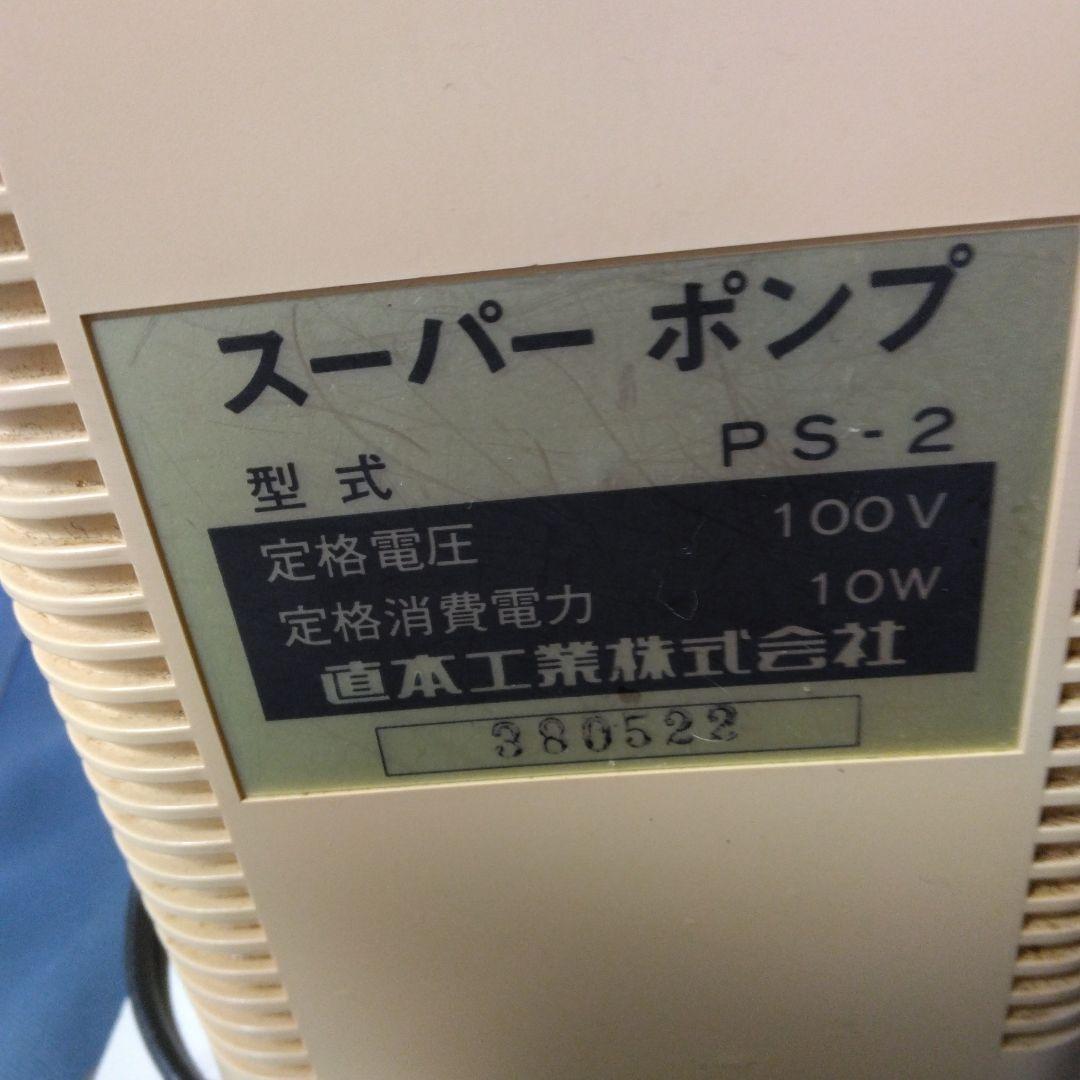 スーパー ポンプ
型式 PS-2
定格電圧 100V
定格消費電力 10W
直本工業株式会社
380522